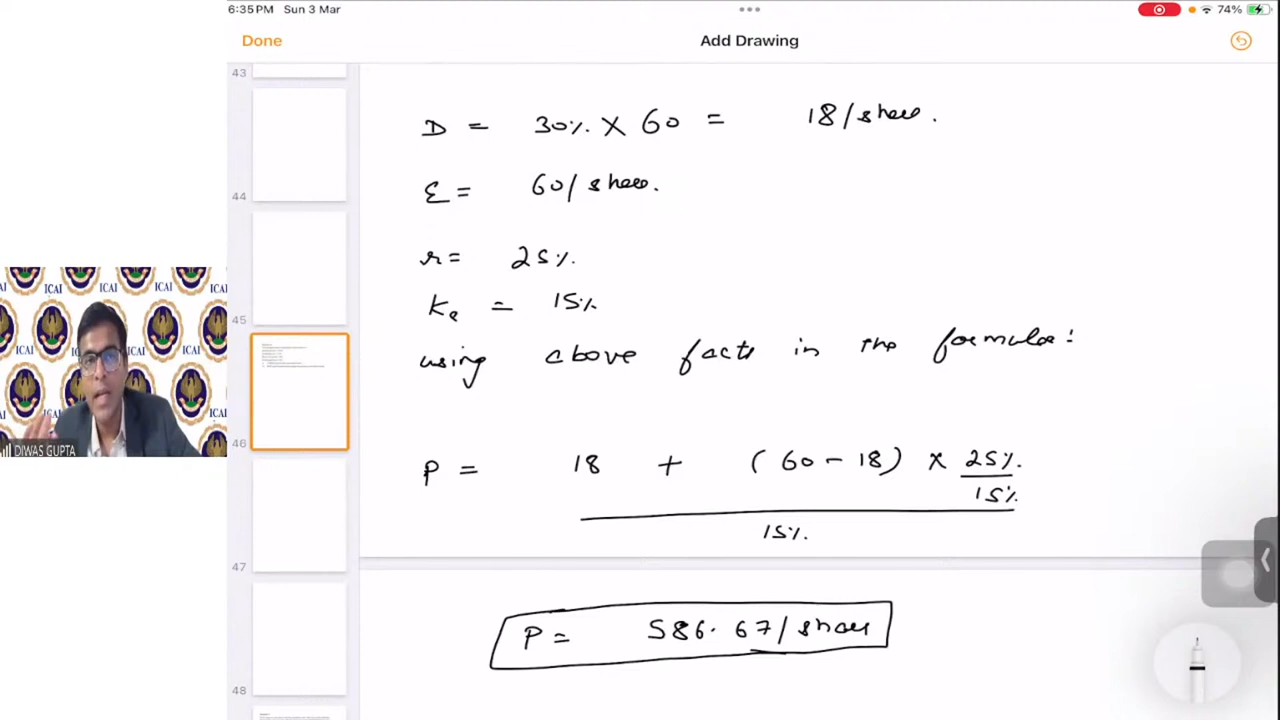 6:35 PM Sun 3 Mar
74%
Done
Add Drawing
43
44
45
46
47
48
D = 30% X 60 = 18/share.
E = 60/share.
r = 25%.
Ke = 15%
using above facts in the formula:
P = 18 + (60 - 18) x 25%.
15%
15%.
P = 586.67/share
ICAI
DIWAS GUPTA